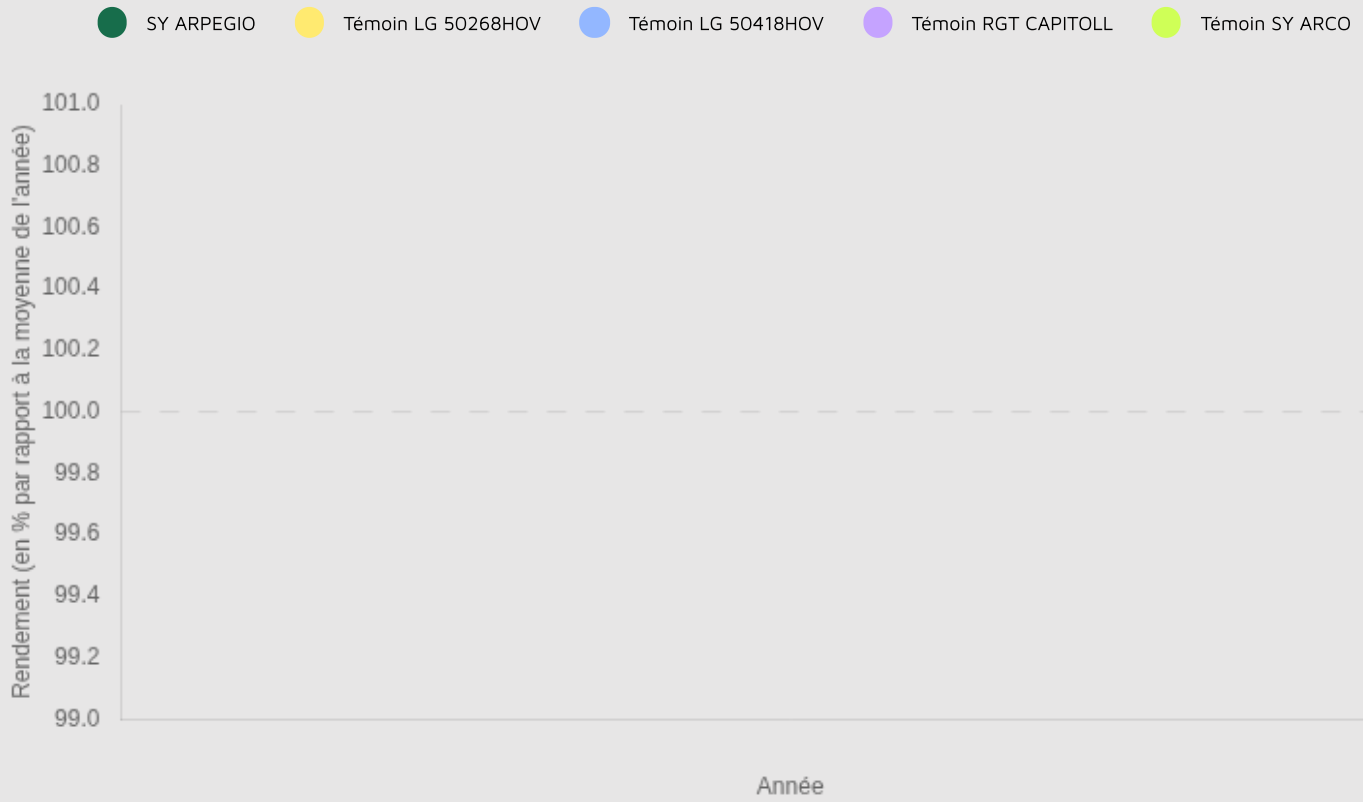 SY ARPEGIO
Témoin LG 50268HOV
Témoin LG 50418HOV
Témoin RGT CAPITOLL
Témoin SY ARCO
Rendement (en % par rapport à la moyenne de l'année)
101.0
100.8
100.6
100.4
100.2
100.0
99.8
99.6
99.4
99.2
99.0
Année